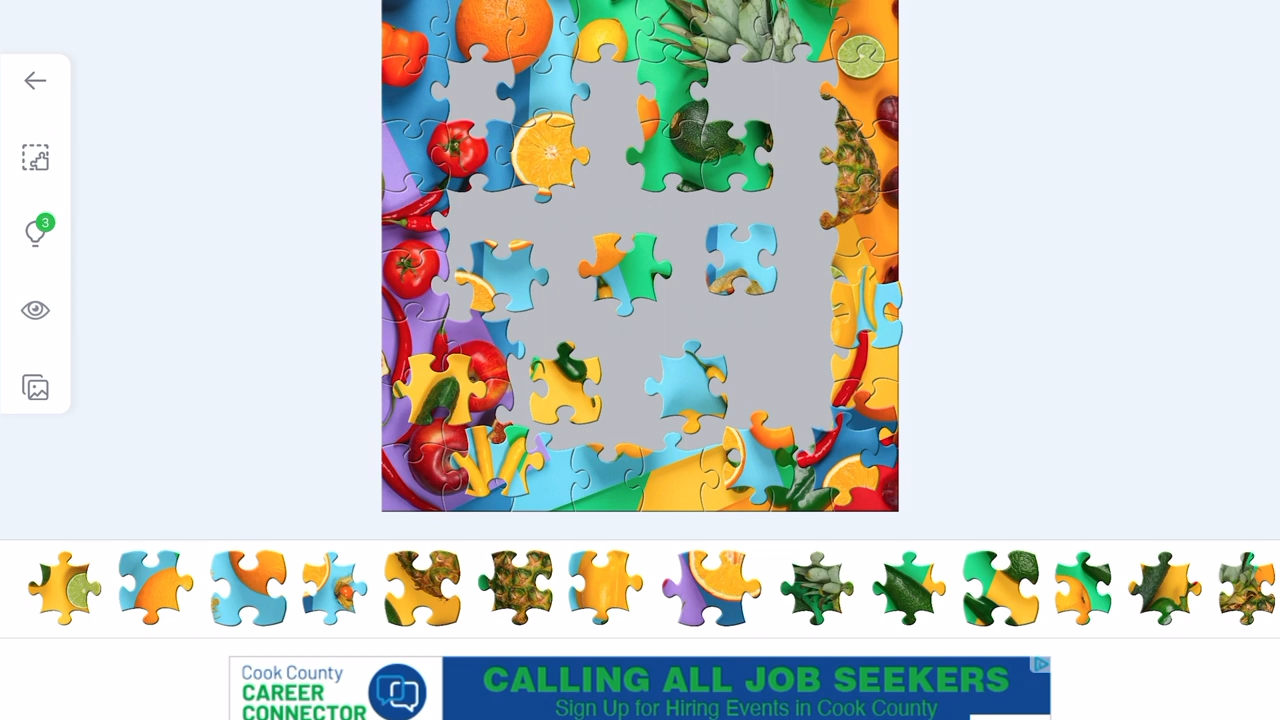 3
Cook County
CAREER
CONNECTOR
CALLING ALL JOB SEEKERS
Sign Up for Hiring Events in Cook County